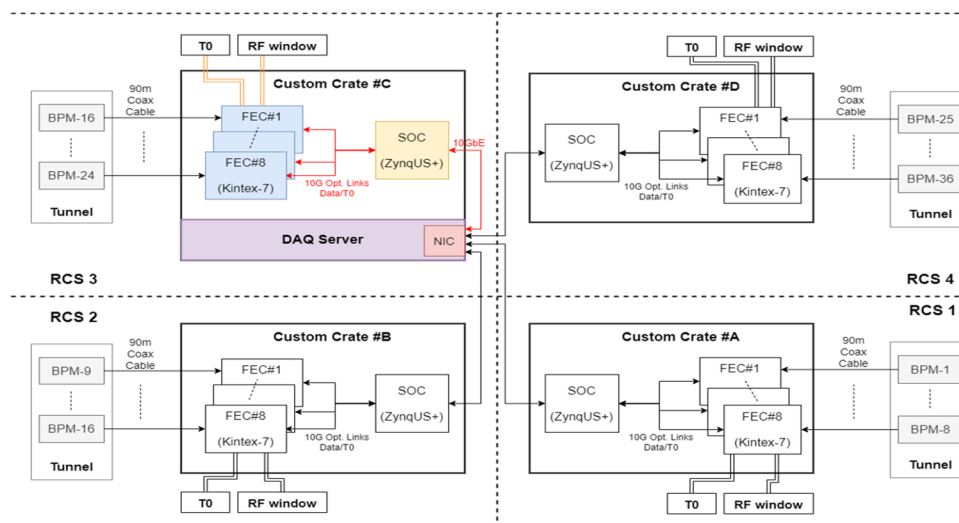 T0
RF window
Custom Crate #C
90m
Coax
Cable
BPM-16
BPM-24
Tunnel
FEC#1
FEC#8
(Kintex-7)
SOC
(ZynqUS+)
10GbE
10G Opt. Links
Data/T0
DAQ Server
NIC
RCS 3
T0
RF window
Custom Crate #D
90m
Coax
Cable
SOC
(ZynqUS+)
FEC#1
FEC#8
(Kintex-7)
10G Opt. Links
Data/T0
BPM-25
BPM-36
Tunnel
RCS 4
RCS 2
90m
Coax
Cable
BPM-9
BPM-16
Tunnel
Custom Crate #B
FEC#1
FEC#8
(Kintex-7)
SOC
(ZynqUS+)
10G Opt. Links
Data/T0
T0
RF window
RCS 1
Custom Crate #A
90m
Coax
Cable
SOC
(ZynqUS+)
FEC#1
FEC#8
(Kintex-7)
10G Opt. Links
Data/T0
BPM-1
BPM-8
Tunnel
T0
RF window